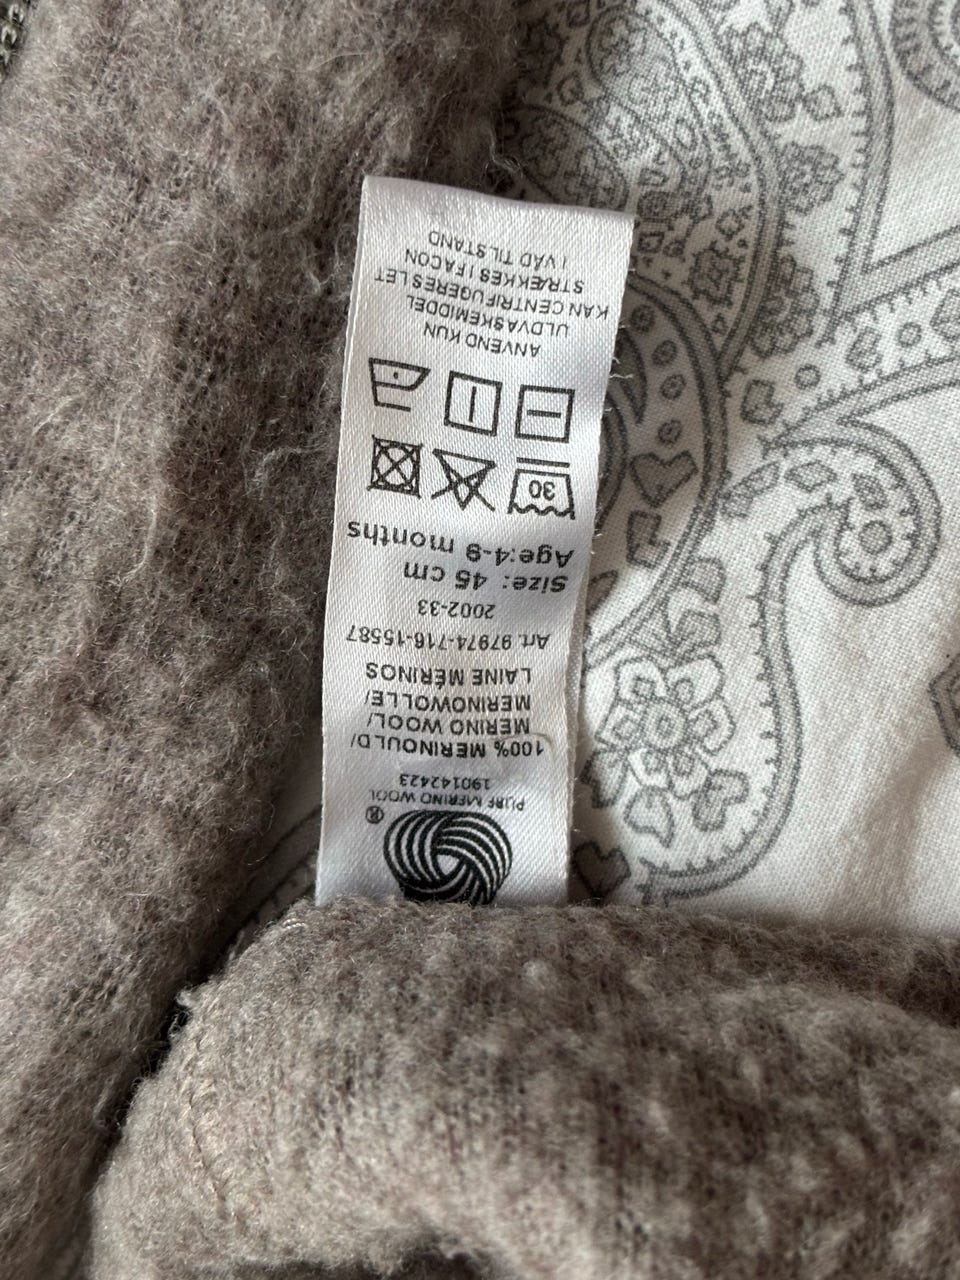 ®
PURE MERINO WOOL
190142423
100% MERINOULD/
MERINO WOOL/
MERINOWOLLE/
LAINE MÉRINOS
Art. 97974-716-15587
2002-33
Size: 45 cm
Age:4-9 months
30
ANVEND KUN
ULDVASKEMIDDEL
KAN CENTRIFUGERES LET
STRÆKKES I FACON
I VÅD TILSTAND